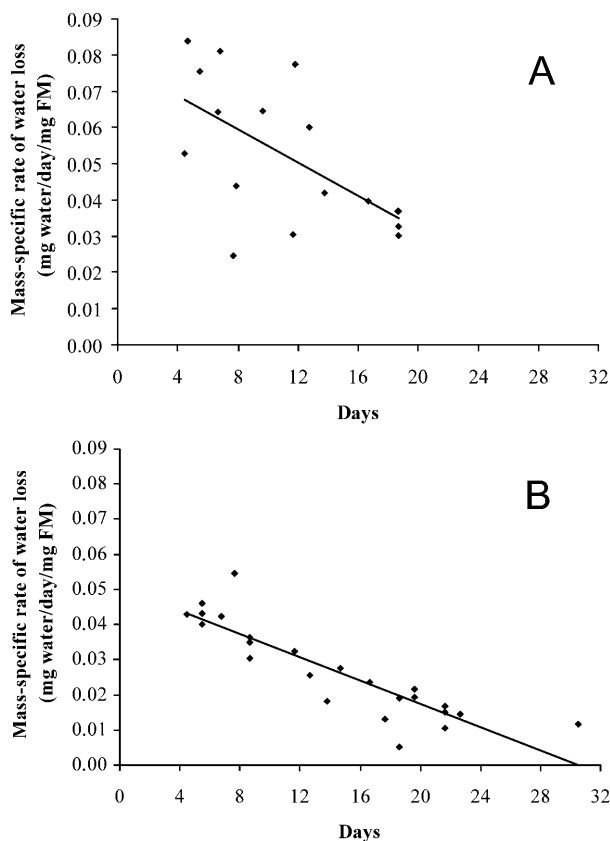 A
Mass-specific rate of water loss
(mg water/day/mg FM)
0.09
0.08
0.07
0.06
0.05
0.04
0.03
0.02
0.01
0.00
0 4 8 12 16 20 24 28 32
Days
B
Mass-specific rate of water loss
(mg water/day/mg FM)
0.09
0.08
0.07
0.06
0.05
0.04
0.03
0.02
0.01
0.00
0 4 8 12 16 20 24 28 32
Days